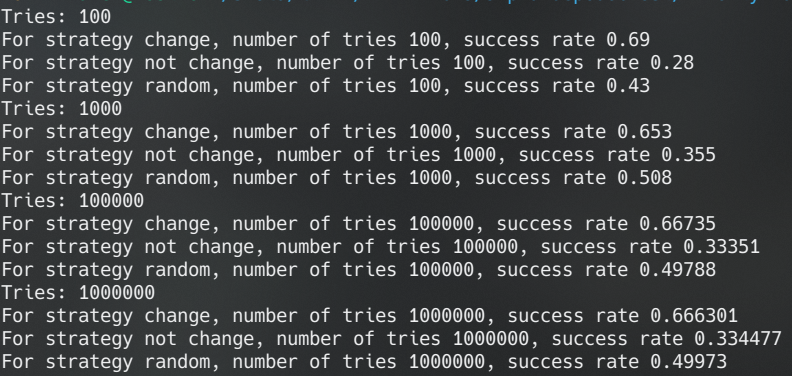 Tries: 100
For strategy change, number of tries 100, success rate 0.69
For strategy not change, number of tries 100, success rate 0.28
For strategy random, number of tries 100, success rate 0.43
Tries: 1000
For strategy change, number of tries 1000, success rate 0.653
For strategy not change, number of tries 1000, success rate 0.355
For strategy random, number of tries 1000, success rate 0.508
Tries: 100000
For strategy change, number of tries 100000, success rate 0.66735
For strategy not change, number of tries 100000, success rate 0.33351
For strategy random, number of tries 100000, success rate 0.49788
Tries: 1000000
For strategy change, number of tries 1000000, success rate 0.666301
For strategy not change, number of tries 1000000, success rate 0.334477
For strategy random, number of tries 1000000, success rate 0.49973